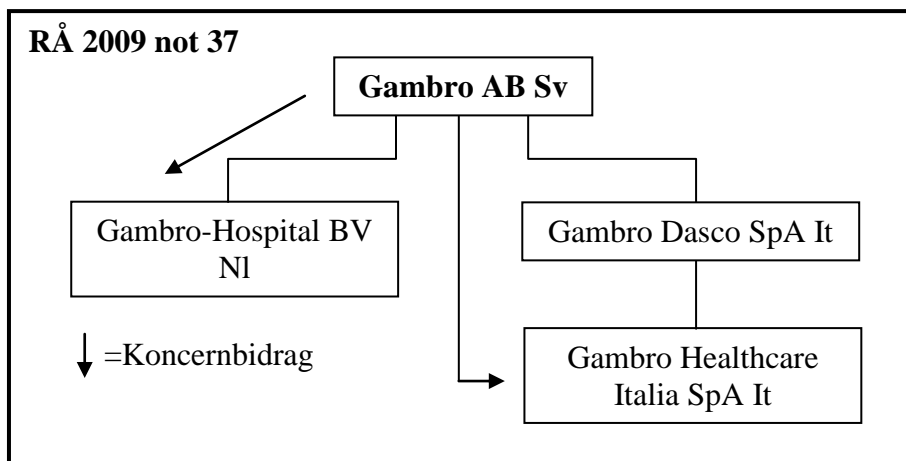 RÅ 2009 not 37
Gambro AB Sv
Gambro-Hospital BV
Nl
Gambro Dasco SpA It
=Koncernbidrag
Gambro Healthcare
Italia SpA It